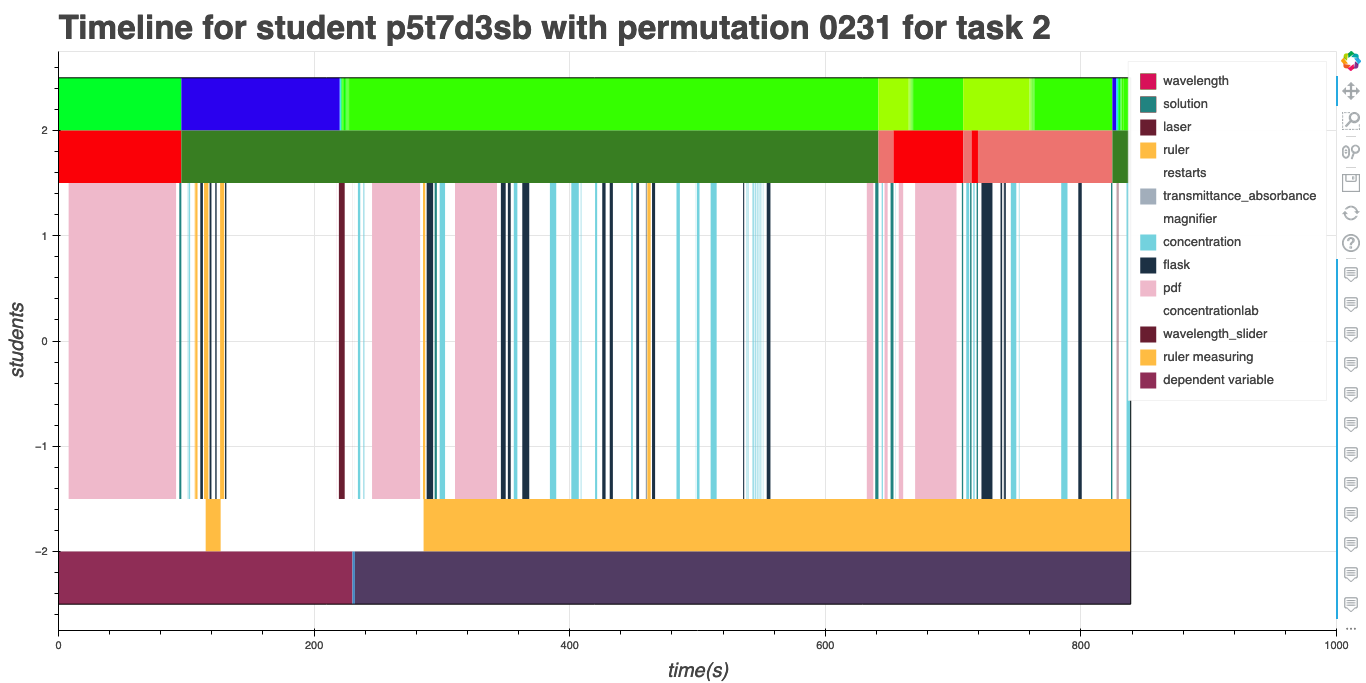 Timeline for student p5t7d3sb with permutation 0231 for task 2
wavelength
solution
laser
ruler
restarts
transmittance_absorbance
magnifier
concentration
flask
pdf
concentrationlab
wavelength_slider
ruler measuring
dependent variable
students
2
1
0
−1
−2
0
200
400
600
800
1000
time(s)